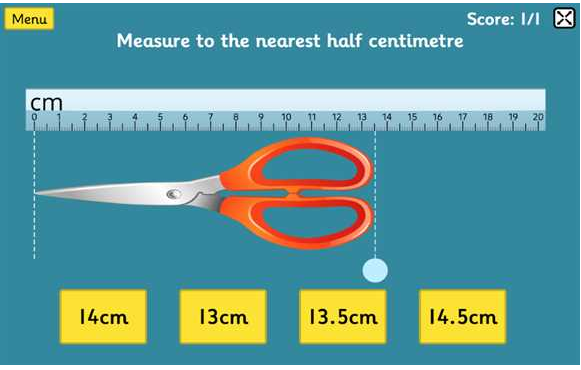 Menu
Score: 1/1
Measure to the nearest half centimetre
cm
0 1 2 3 4 5 6 7 8 9 10 11 12 13 14 15 16 17 18 19 20
14cm 13cm 13.5cm 14.5cm